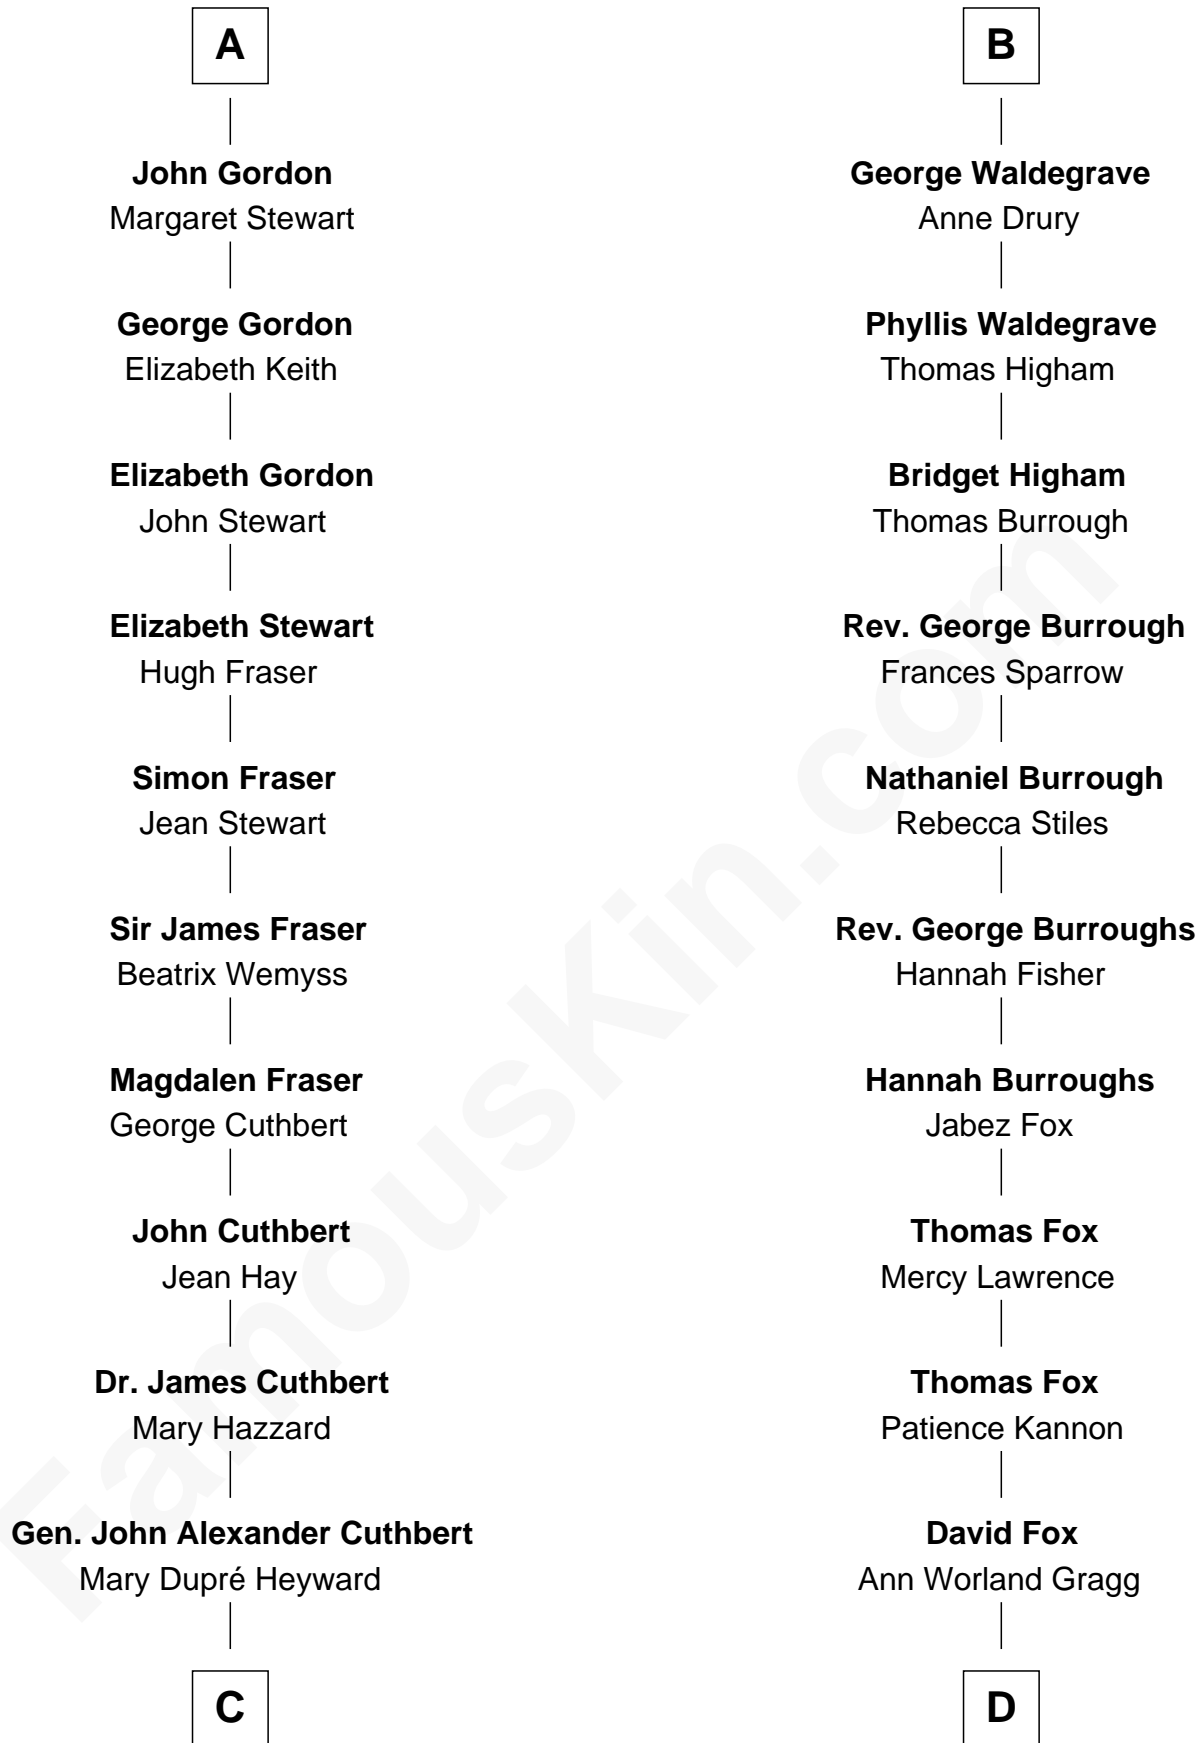 A
John Gordon
Margaret Stewart
George Gordon
Elizabeth Keith
Elizabeth Gordon
John Stewart
Elizabeth Stewart
Hugh Fraser
Simon Fraser
Jean Stewart
Sir James Fraser
Beatrix Wemyss
Magdalen Fraser
George Cuthbert
John Cuthbert
Jean Hay
Dr. James Cuthbert
Mary Hazzard
Gen. John Alexander Cuthbert
Mary Dupré Heyward
C
B
George Waldegrave
Anne Drury
Phyllis Waldegrave
Thomas Higham
Bridget Higham
Thomas Burrough
Rev. George Burrough
Frances Sparrow
Nathaniel Burrough
Rebecca Stiles
Rev. George Burroughs
Hannah Fisher
Hannah Burroughs
Jabez Fox
Thomas Fox
Mercy Lawrence
Thomas Fox
Patience Kannon
David Fox
Ann Worland Gragg
D
FamousKin.com